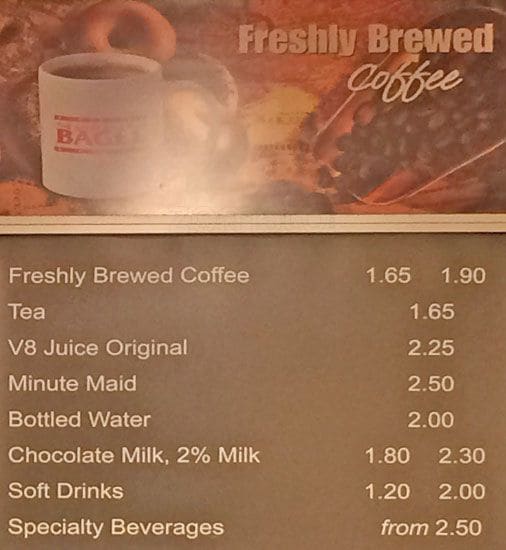 Freshly Brewed
Coffee
Freshly Brewed Coffee 1.65 1.90
Tea 1.65
V8 Juice Original 2.25
Minute Maid 2.50
Bottled Water 2.00
Chocolate Milk, 2% Milk 1.80 2.30
Soft Drinks 1.20 2.00
Specialty Beverages from 2.50